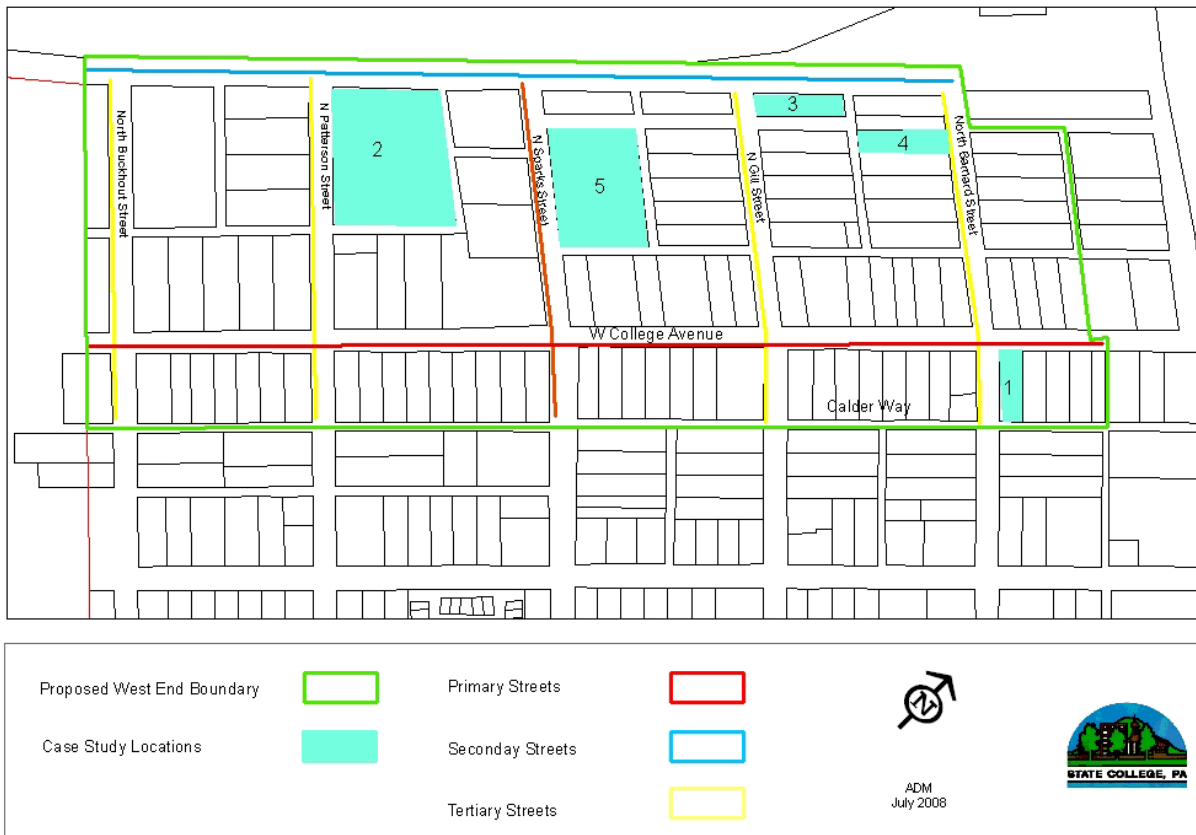 North Buckhout Street
N Patterson Street
2
N Sparks Street
5
N Gill Street
3
4
North Barnard Street
W College Avenue
1
Calder Way
Proposed West End Boundary
Case Study Locations
Primary Streets
Seconday Streets
Tertiary Streets
N
ADM
July 2008
STATE COLLEGE, PA